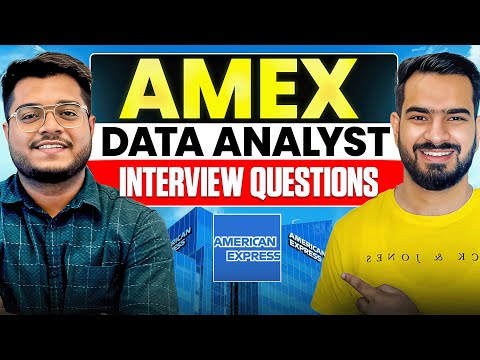 AMEX
DATA ANALYST
INTERVIEW QUESTIONS
AMERICAN
EXPRESS
AMERICAN
EXPRESS
AMERICAN
EXPRESS
CK & JONES